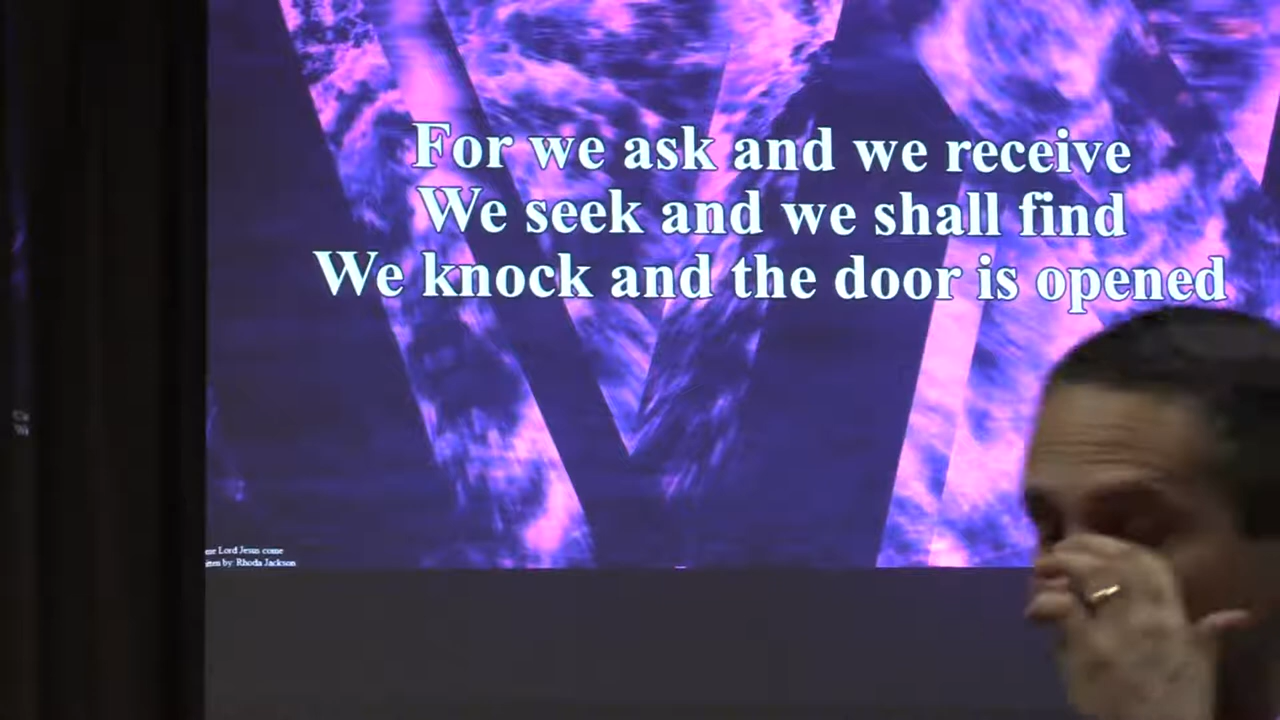 For we ask and we receive
We seek and we shall find
We knock and the door is opened
Lord Jesus come
by: Rhoda Jackson